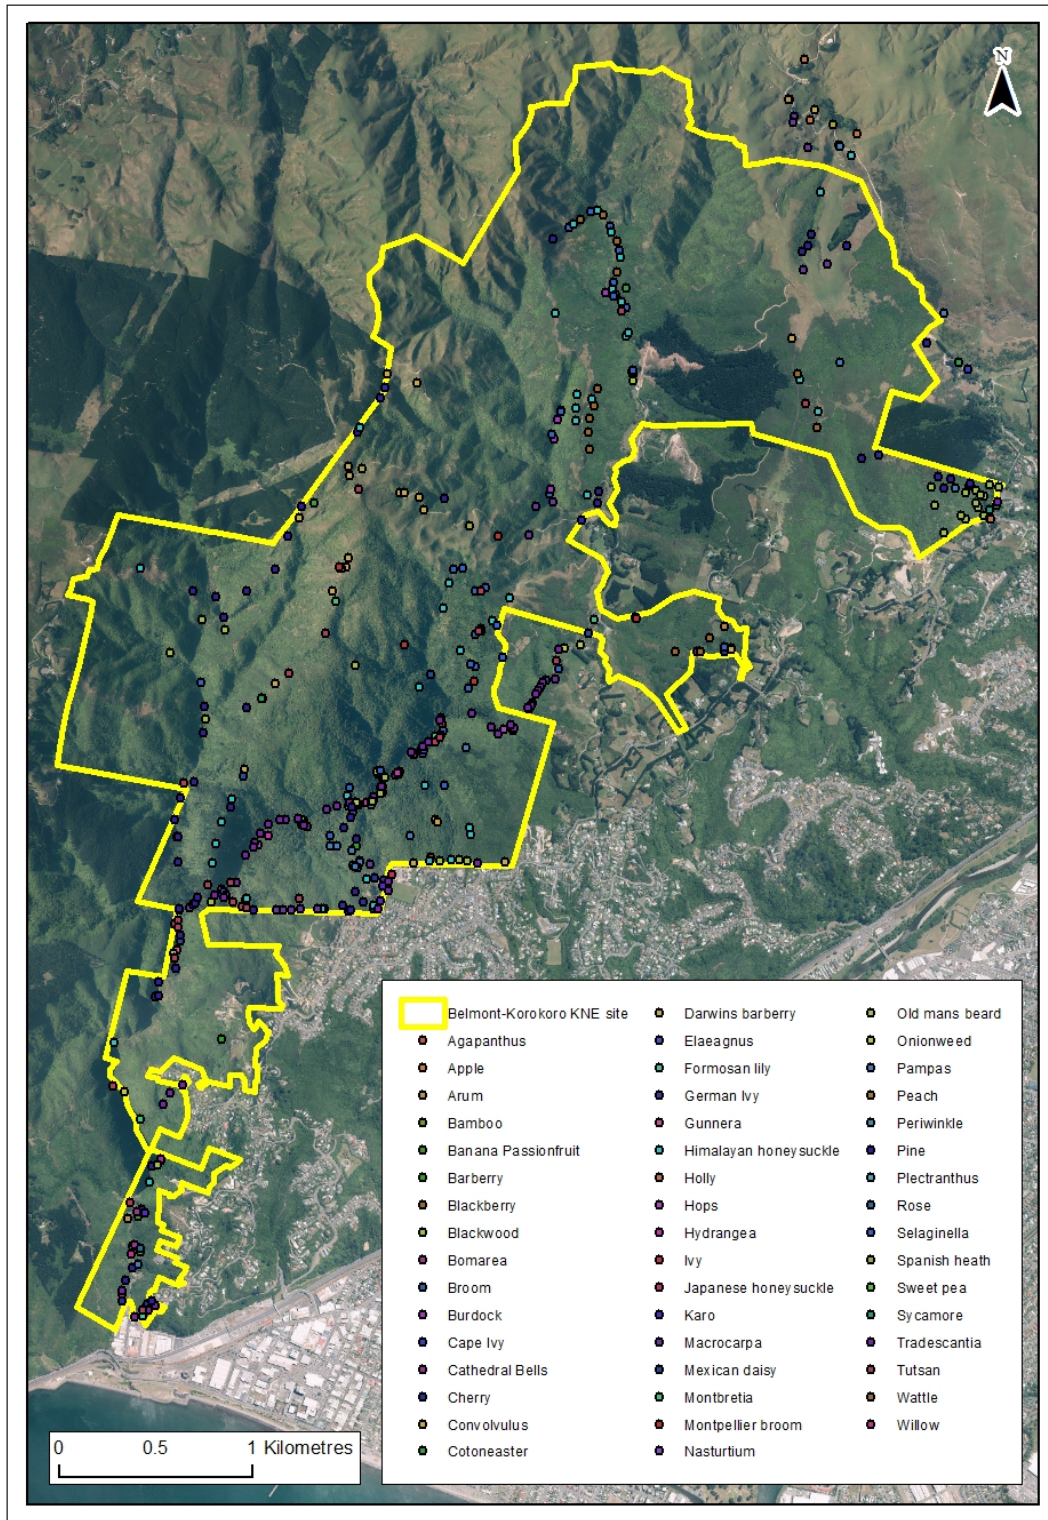 N
Belmont-Korokoro KNE site
Agapanthus
Apple
Arum
Bamboo
Banana Passionfruit
Barberry
Blackberry
Blackwood
Bomarea
Broom
Burdock
Cape Ivy
Cathedral Bells
Cherry
Convolvulus
Cotoneaster
Darwins barberry
Elaeagnus
Formosan lily
German Ivy
Gunnera
Himalayan honeysuckle
Holly
Hops
Hydrangea
Ivy
Japanese honeysuckle
Karo
Macrocarpa
Mexican daisy
Montbretia
Montpellier broom
Nasturtium
Old mans beard
Onionweed
Pampas
Peach
Periwinkle
Pine
Plectranthus
Rose
Selaginella
Spanish heath
Sweet pea
Sycamore
Tradescantia
Tutsan
Wattle
Willow
0 0.5 1 Kilometres